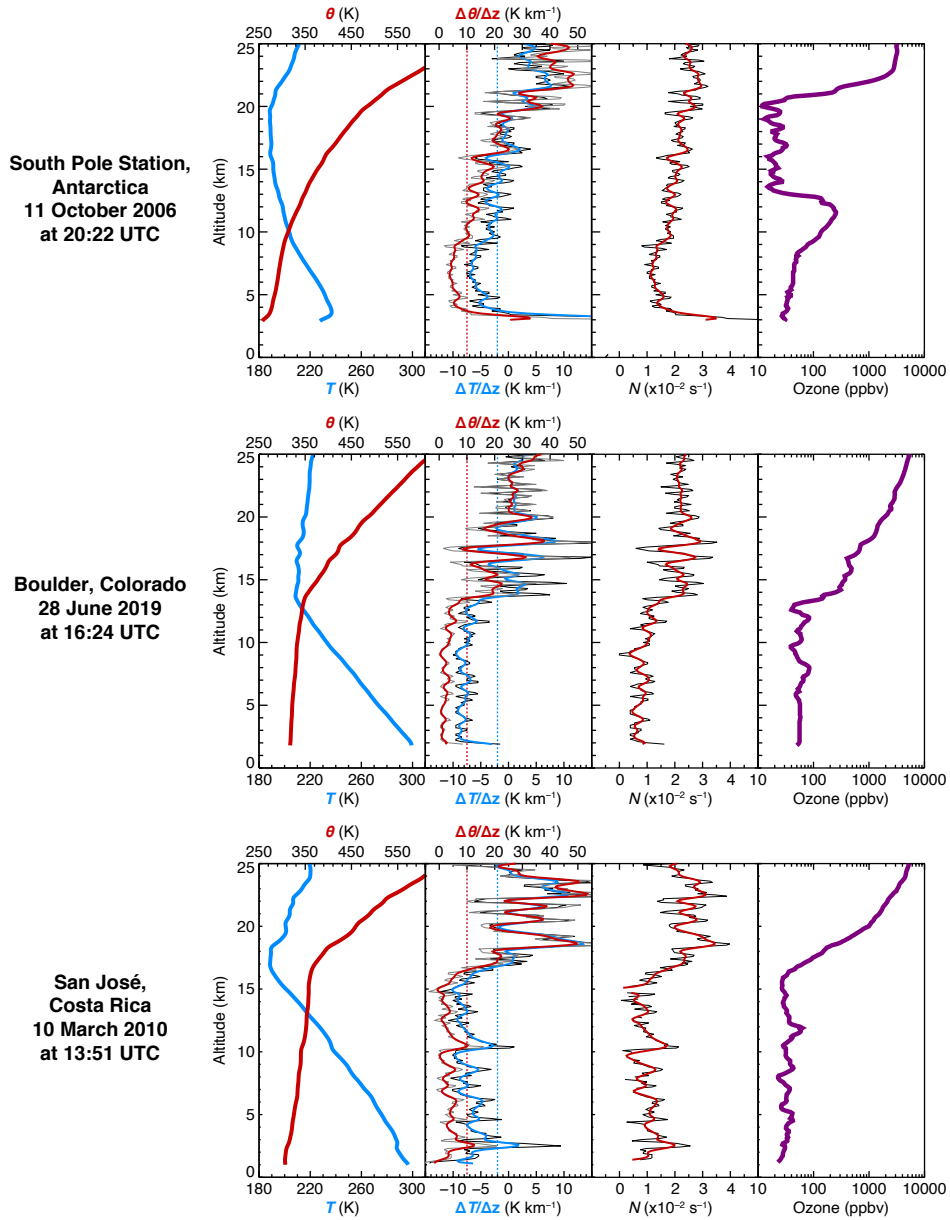 θ (K)
Δθ/Δz (K km⁻¹)
250 350 450 550
0 10 20 30 40 50
25
20
15
10
5
0
Altitude (km)
South Pole Station,
Antarctica
11 October 2006
at 20:22 UTC
180 220 260 300
−10 −5 0 5 10
0 1 2 3 4 5
10 100 1000 10000
T (K)
ΔT/Δz (K km⁻¹)
N (x10⁻² s⁻¹)
Ozone (ppbv)
θ (K)
Δθ/Δz (K km⁻¹)
250 350 450 550
0 10 20 30 40 50
25
20
15
10
5
0
Altitude (km)
Boulder, Colorado
28 June 2019
at 16:24 UTC
180 220 260 300
−10 −5 0 5 10
0 1 2 3 4
10 100 1000 10000
T (K)
ΔT/Δz (K km⁻¹)
N (x10⁻² s⁻¹)
Ozone (ppbv)
θ (K)
Δθ/Δz (K km⁻¹)
250 350 450 550
0 10 20 30 40 50
25
20
15
10
5
0
Altitude (km)
San José,
Costa Rica
10 March 2010
at 13:51 UTC
180 220 260 300
−10 −5 0 5 10
0 1 2 3 4
10 100 1000 10000
T (K)
ΔT/Δz (K km⁻¹)
N (x10⁻² s⁻¹)
Ozone (ppbv)